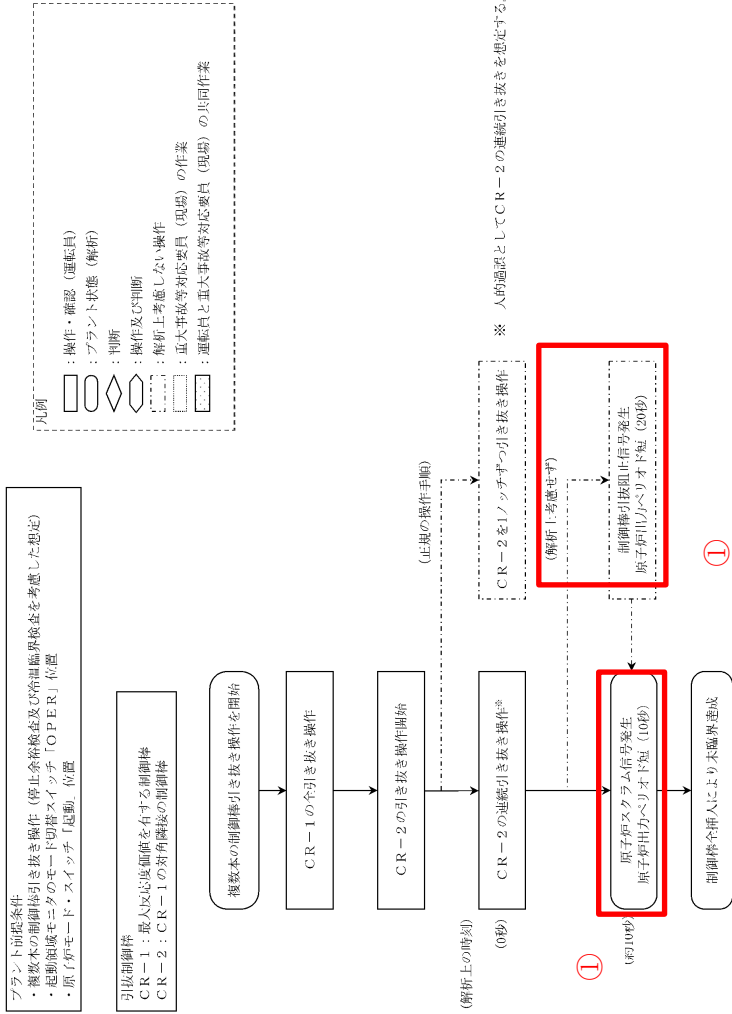 プラント前提条件
・複数本の制御棒引き抜き操作（停止余裕検査及び冷温臨界検査を考慮した想定）
・起動領域モニタのモード切替スイッチ「ＯＰＥＲ」位置
・原子炉モード・スイッチ「起動」位置
引抜制御棒
ＣＲ－１：最大反応度価値を有する制御棒
ＣＲ－２：ＣＲ－１の対角隣接の制御棒
凡例
：操作・確認（運転員）
：プラント状態（解析）
：判断
：操作及び判断
：解析上考慮しない操作
：重大事故等対応要員（現場）の作業
：運転員と重大事故等対応要員（現場）の共同作業
複数本の制御棒引き抜き操作を開始
ＣＲ－１の全引き抜き操作
ＣＲ－２の引き抜き操作開始
（正規の操作手順）
（解析上の時刻）
（0秒）
ＣＲ－２の連続引き抜き操作※
ＣＲ－２を1ノッチずつ引き抜き操作
※　人的過誤としてＣＲ－２の連続引き抜きを想定する。
（解析上考慮せず）
（約10秒）
原子炉スクラム信号発生
原子炉出力ペリオド短（10秒）
制御棒引抜阻止信号発生
原子炉出力ペリオド短（20秒）
①
①
制御棒全挿入により未臨界達成